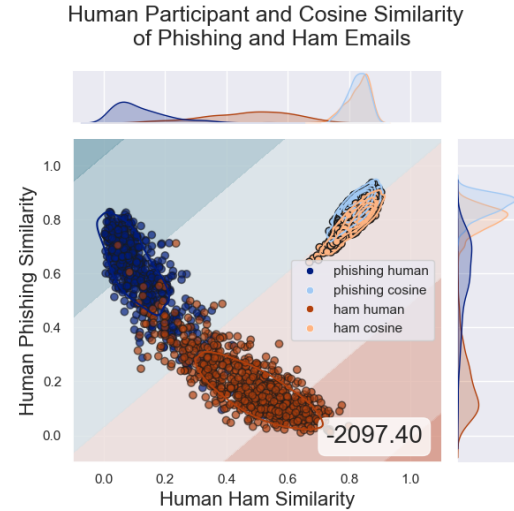 Human Participant and Cosine Similarity
of Phishing and Ham Emails
1.0
0.8
0.6
0.4
0.2
0.0
Human Phishing Similarity
phishing human
phishing cosine
ham human
ham cosine
-2097.40
0.0 0.2 0.4 0.6 0.8 1.0
Human Ham Similarity